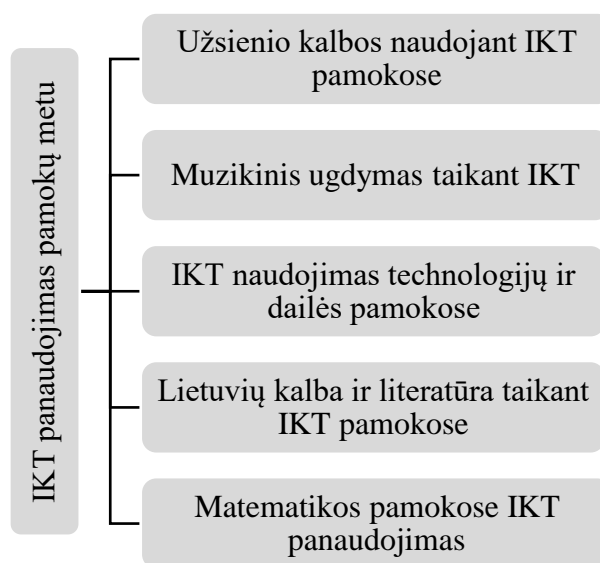 IKT panaudojimas pamokų metu
Užsienio kalbos naudojant IKT
pamokose
Muzikinis ugdymas taikant IKT
IKT naudojimas technologijų ir
dailės pamokose
Lietuvių kalba ir literatūra taikant
IKT pamokose
Matematikos pamokose IKT
panaudojimas